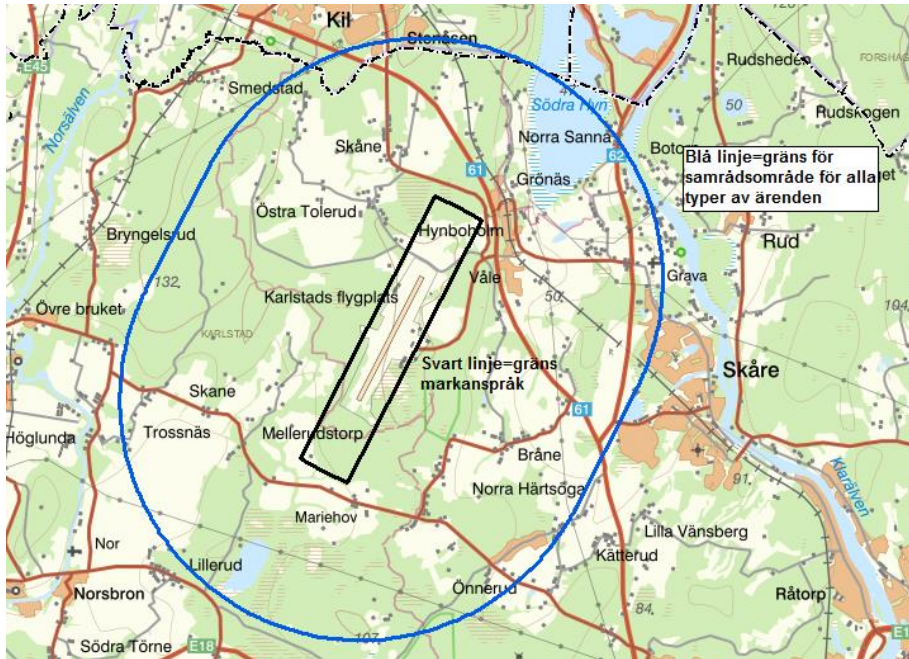 Kil
Stenåsen
E45
Smedstad
Rudsheden
FORSHAG
50
Södra Hyn
Rudskogen
Norsälven
Norra Sanna
Skåne
62
Botorp
61
Grönäs
Blå linje=gräns för
samrådsområde för alla
typer av ärenden
Östra Tolerud
Hynboholm
Bryngelsrud
Rud
132
Grava
Våle
Karlstads flygplats
50
Övre bruket
104
KARLSTAD
Svart linje=gräns
markanspråk
Skåre
Skane
61
Höglunda
Trossnäs
Mellerudstorp
Bråne
Klarälven
91
Norra Härtsöga
Mariehov
Lilla Vänsberg
Nor
Lillerud
Kätterud
Norsbron
Önnerud
Råtorp
84
107
Södra Törne
E18
E1